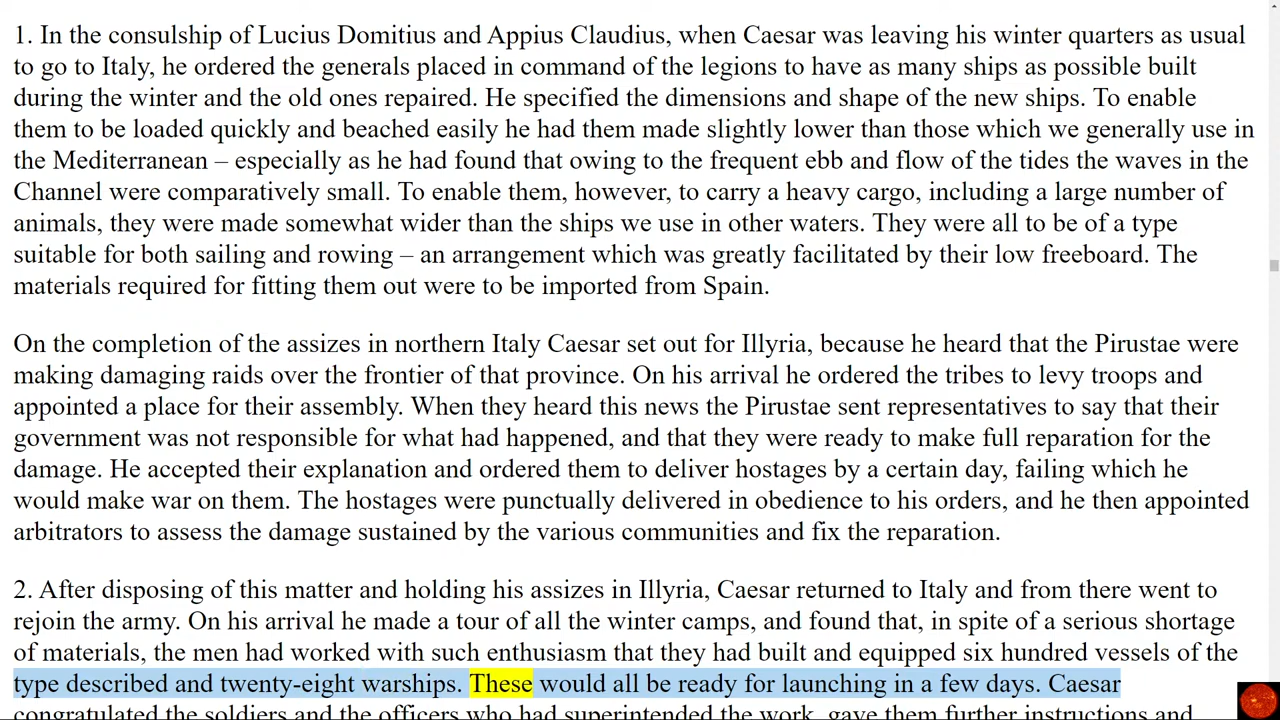 1. In the consulship of Lucius Domitius and Appius Claudius, when Caesar was leaving his winter quarters as usual
to go to Italy, he ordered the generals placed in command of the legions to have as many ships as possible built
during the winter and the old ones repaired. He specified the dimensions and shape of the new ships. To enable
them to be loaded quickly and beached easily he had them made slightly lower than those which we generally use in
the Mediterranean – especially as he had found that owing to the frequent ebb and flow of the tides the waves in the
Channel were comparatively small. To enable them, however, to carry a heavy cargo, including a large number of
animals, they were made somewhat wider than the ships we use in other waters. They were all to be of a type
suitable for both sailing and rowing – an arrangement which was greatly facilitated by their low freeboard. The
materials required for fitting them out were to be imported from Spain.
On the completion of the assizes in northern Italy Caesar set out for Illyria, because he heard that the Pirustae were
making damaging raids over the frontier of that province. On his arrival he ordered the tribes to levy troops and
appointed a place for their assembly. When they heard this news the Pirustae sent representatives to say that their
government was not responsible for what had happened, and that they were ready to make full reparation for the
damage. He accepted their explanation and ordered them to deliver hostages by a certain day, failing which he
would make war on them. The hostages were punctually delivered in obedience to his orders, and he then appointed
arbitrators to assess the damage sustained by the various communities and fix the reparation.
2. After disposing of this matter and holding his assizes in Illyria, Caesar returned to Italy and from there went to
rejoin the army. On his arrival he made a tour of all the winter camps, and found that, in spite of a serious shortage
of materials, the men had worked with such enthusiasm that they had built and equipped six hundred vessels of the
type described and twenty-eight warships. These would all be ready for launching in a few days. Caesar
congratulated the soldiers and the officers who had superintended the work, gave them further instructions and